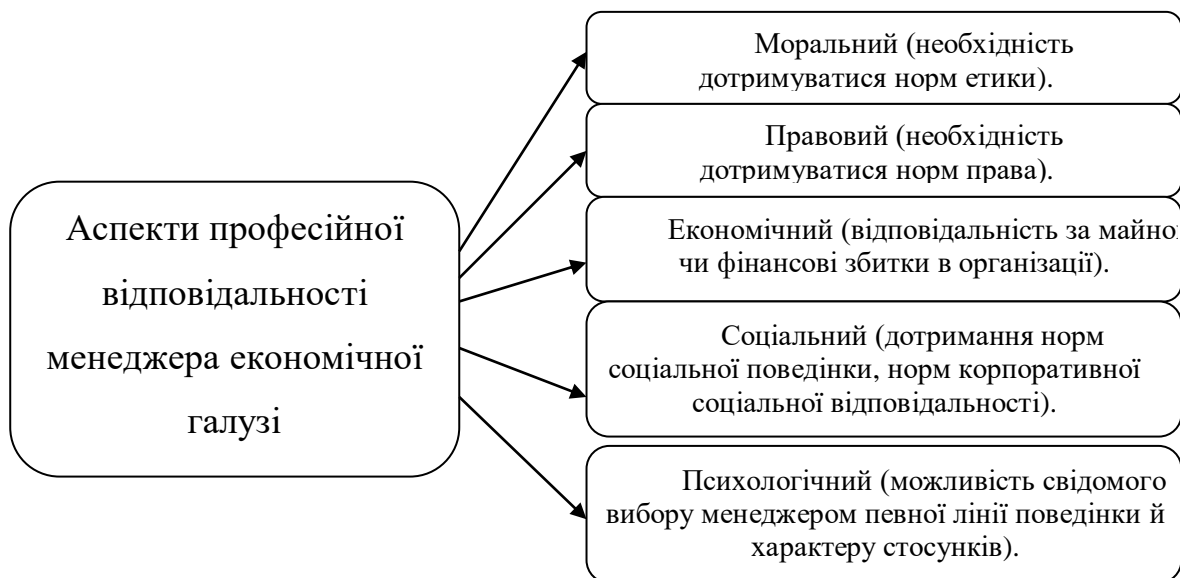 Аспекти професійної
відповідальності
менеджера економічної
галузі
Моральний (необхідність
дотримуватися норм етики).
Правовий (необхідність
дотримуватися норм права).
Економічний (відповідальність за
чи фінансові збитки в організації).
Соціальний (дотримання норм
соціальної поведінки, норм корпоративної
соціальної відповідальності).
Психологічний (можливість свідомого
вибору менеджером певної лінії поведінки й
характеру стосунків).